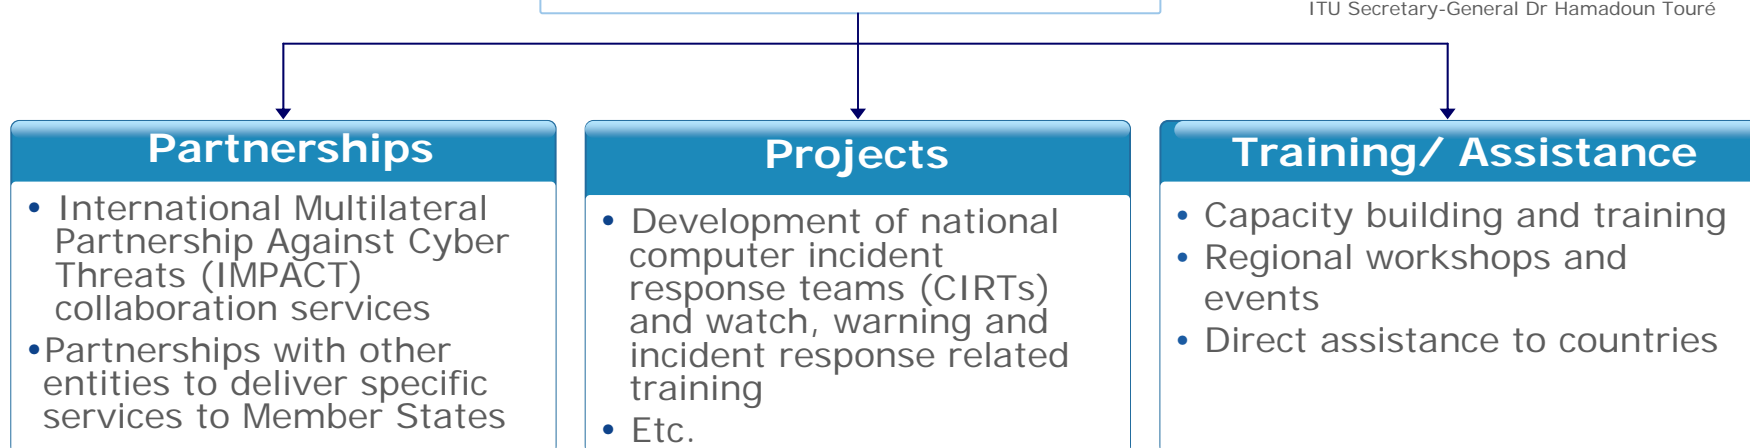 ITU Secretary-General Dr Hamadoun Touré
Partnerships
• International Multilateral
Partnership Against Cyber
Threats (IMPACT)
collaboration services
•Partnerships with other
entities to deliver specific
services to Member States
Projects
• Development of national
computer incident
response teams (CIRTs)
and watch, warning and
incident response related
training
• Etc.
Training/ Assistance
• Capacity building and training
• Regional workshops and
events
• Direct assistance to countries